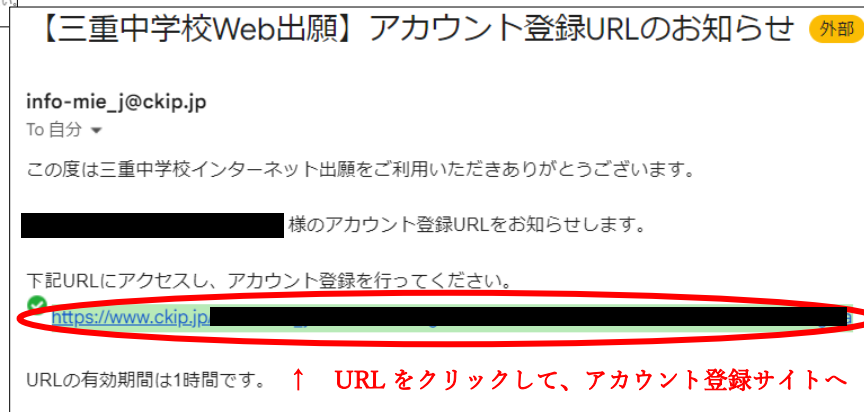 い。
【三重中学校Web出願】アカウント登録URLのお知らせ 外部
info-mie_j@ckip.jp
To 自分
この度は三重中学校インターネット出願をご利用いただきありがとうございます。
様のアカウント登録URLをお知らせします。
下記URLにアクセスし、アカウント登録を行ってください。
https://www.ckip.jp/
URLの有効期間は1時間です。 ↑ URL をクリックして、アカウント登録サイトへ